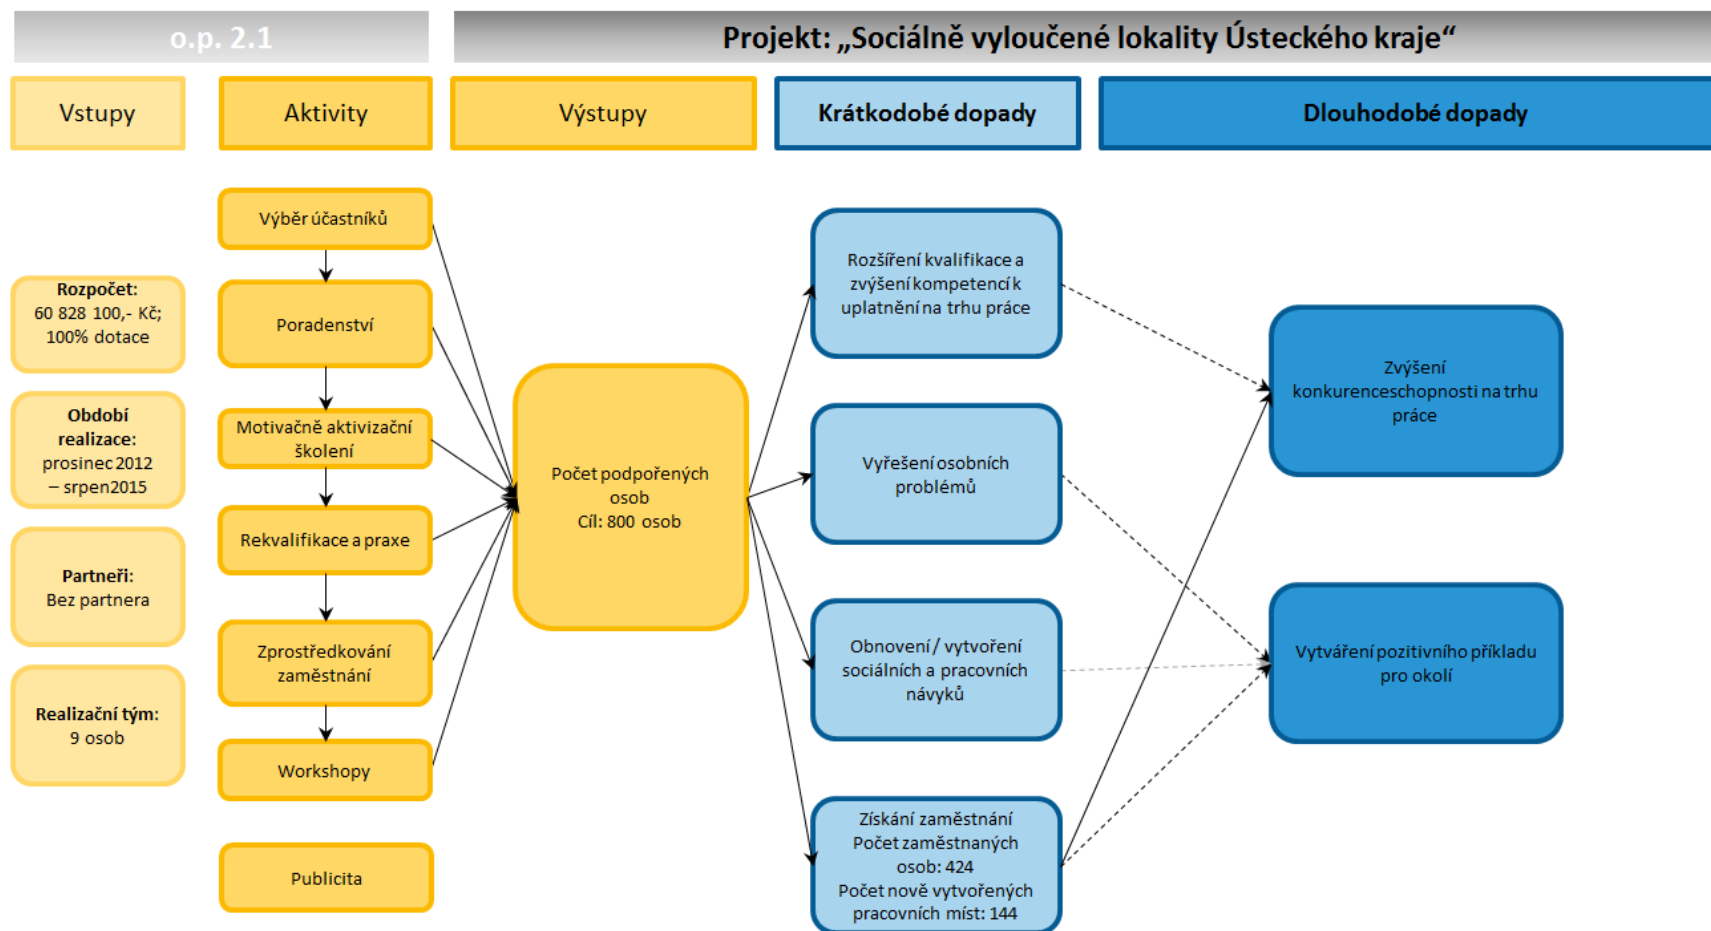 o.p. 2.1
Projekt: „Sociálně vyloučené lokality Ústeckého kraje“
Vstupy
Aktivity
Výstupy
Krátkodobé dopady
Dlouhodobé dopady
Rozpočet:
60 828 100,- Kč;
100% dotace
Období
realizace:
prosinec 2012
– srpen2015
Partneři:
Bez partnera
Realizační tým:
9 osob
Výběr účastníků
Poradenství
Motivačně aktivizační
školení
Rekvalifikace a praxe
Zprostředkování
zaměstnání
Workshopy
Publicita
Počet podpořených
osob
Cíl: 800 osob
Rozšíření kvalifikace a
zvýšení kompetencí k
uplatnění na trhu práce
Vyřešení osobních
problémů
Obnovení / vytvoření
sociálních a pracovních
návyků
Získání zaměstnání
Počet zaměstnaných
osob: 424
Počet nově vytvořených
pracovních míst: 144
Zvýšení
konkurenceschopnosti na trhu
práce
Vytváření pozitivního příkladu
pro okolí